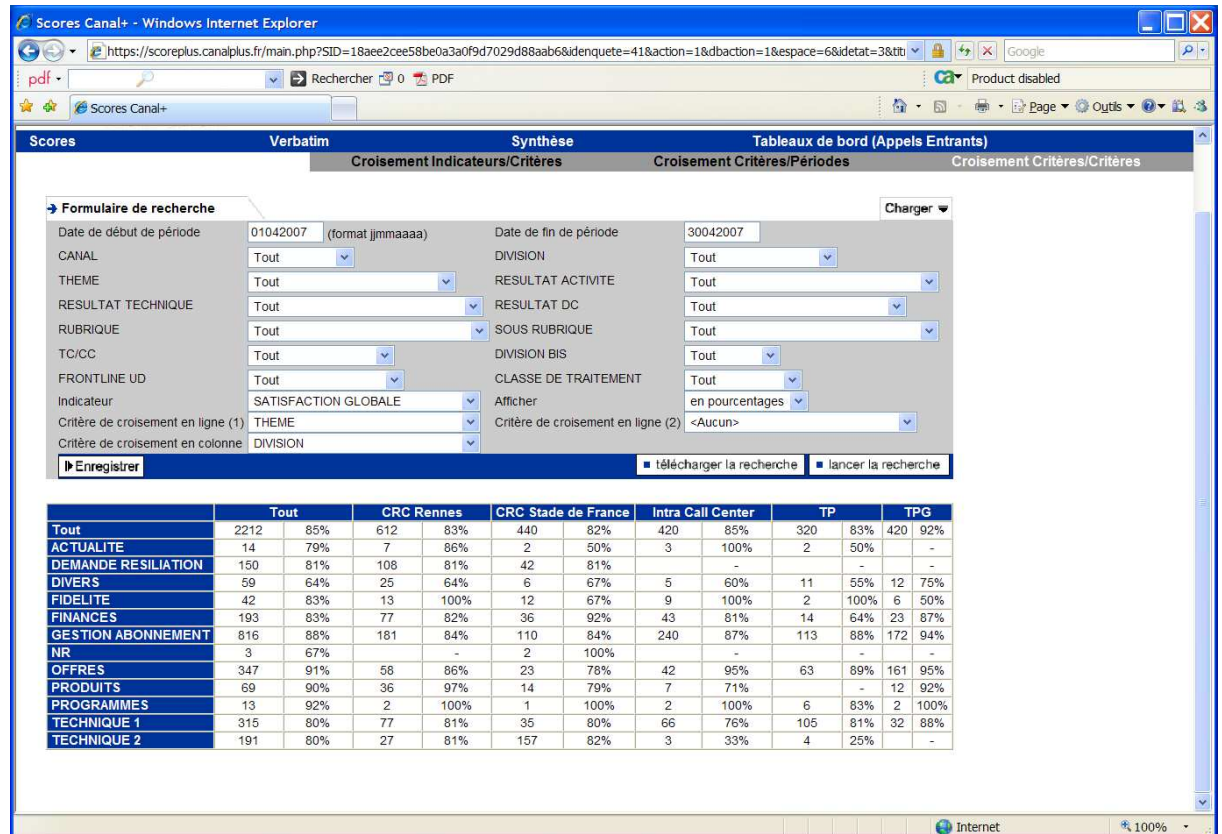 Scores Canal+ - Windows Internet Explorer
https://scoreplus.canalplus.fr/main.php?SID=18aee2cee58be0a3a0f9d7029d88aab6&idenquete=41&action=1&dbaction=1&espace=6&idetat=3&titr Google
pdf Rechercher 0 PDF ca Product disabled
Scores Canal+ Page Outils
Scores Verbatim Synthèse Tableaux de bord (Appels Entrants)
Croisement Indicateurs/Critères Croisement Critères/Périodes Croisement Critères/Critères
Formulaire de recherche Charger
Date de début de période 01042007 (format jjmmaaaa) Date de fin de période 30042007
CANAL Tout DIVISION Tout
THEME Tout RESULTAT ACTIVITE Tout
RESULTAT TECHNIQUE Tout RESULTAT DC Tout
RUBRIQUE Tout SOUS RUBRIQUE Tout
TC/CC Tout DIVISION BIS Tout
FRONTLINE UD Tout CLASSE DE TRAITEMENT Tout
Indicateur SATISFACTION GLOBALE Afficher en pourcentages
Critère de croisement en ligne (1) THEME Critère de croisement en ligne (2) <Aucun>
Critère de croisement en colonne DIVISION
Enregistrer télécharger la recherche lancer la recherche
Tout CRC Rennes CRC Stade de France Intra Call Center TP TPG
Tout 2212 85% 612 83% 440 82% 420 85% 320 83% 420 92%
ACTUALITE 14 79% 7 86% 2 50% 3 100% 2 50% -
DEMANDE RESILIATION 150 81% 108 81% 42 81% - - -
DIVERS 59 64% 25 64% 6 67% 5 60% 11 55% 12 75%
FIDELITE 42 83% 13 100% 12 67% 9 100% 2 100% 6 50%
FINANCES 193 83% 77 82% 36 92% 43 81% 14 64% 23 87%
GESTION ABONNEMENT 816 88% 181 84% 110 84% 240 87% 113 88% 172 94%
NR 3 67% - 2 100% - - -
OFFRES 347 91% 58 86% 23 78% 42 95% 63 89% 161 95%
PRODUITS 69 90% 36 97% 14 79% 7 71% - 12 92%
PROGRAMMES 13 92% 2 100% 1 100% 2 100% 6 83% 2 100%
TECHNIQUE 1 315 80% 77 81% 35 80% 66 76% 105 81% 32 88%
TECHNIQUE 2 191 80% 27 81% 157 82% 3 33% 4 25% -
Internet 100%